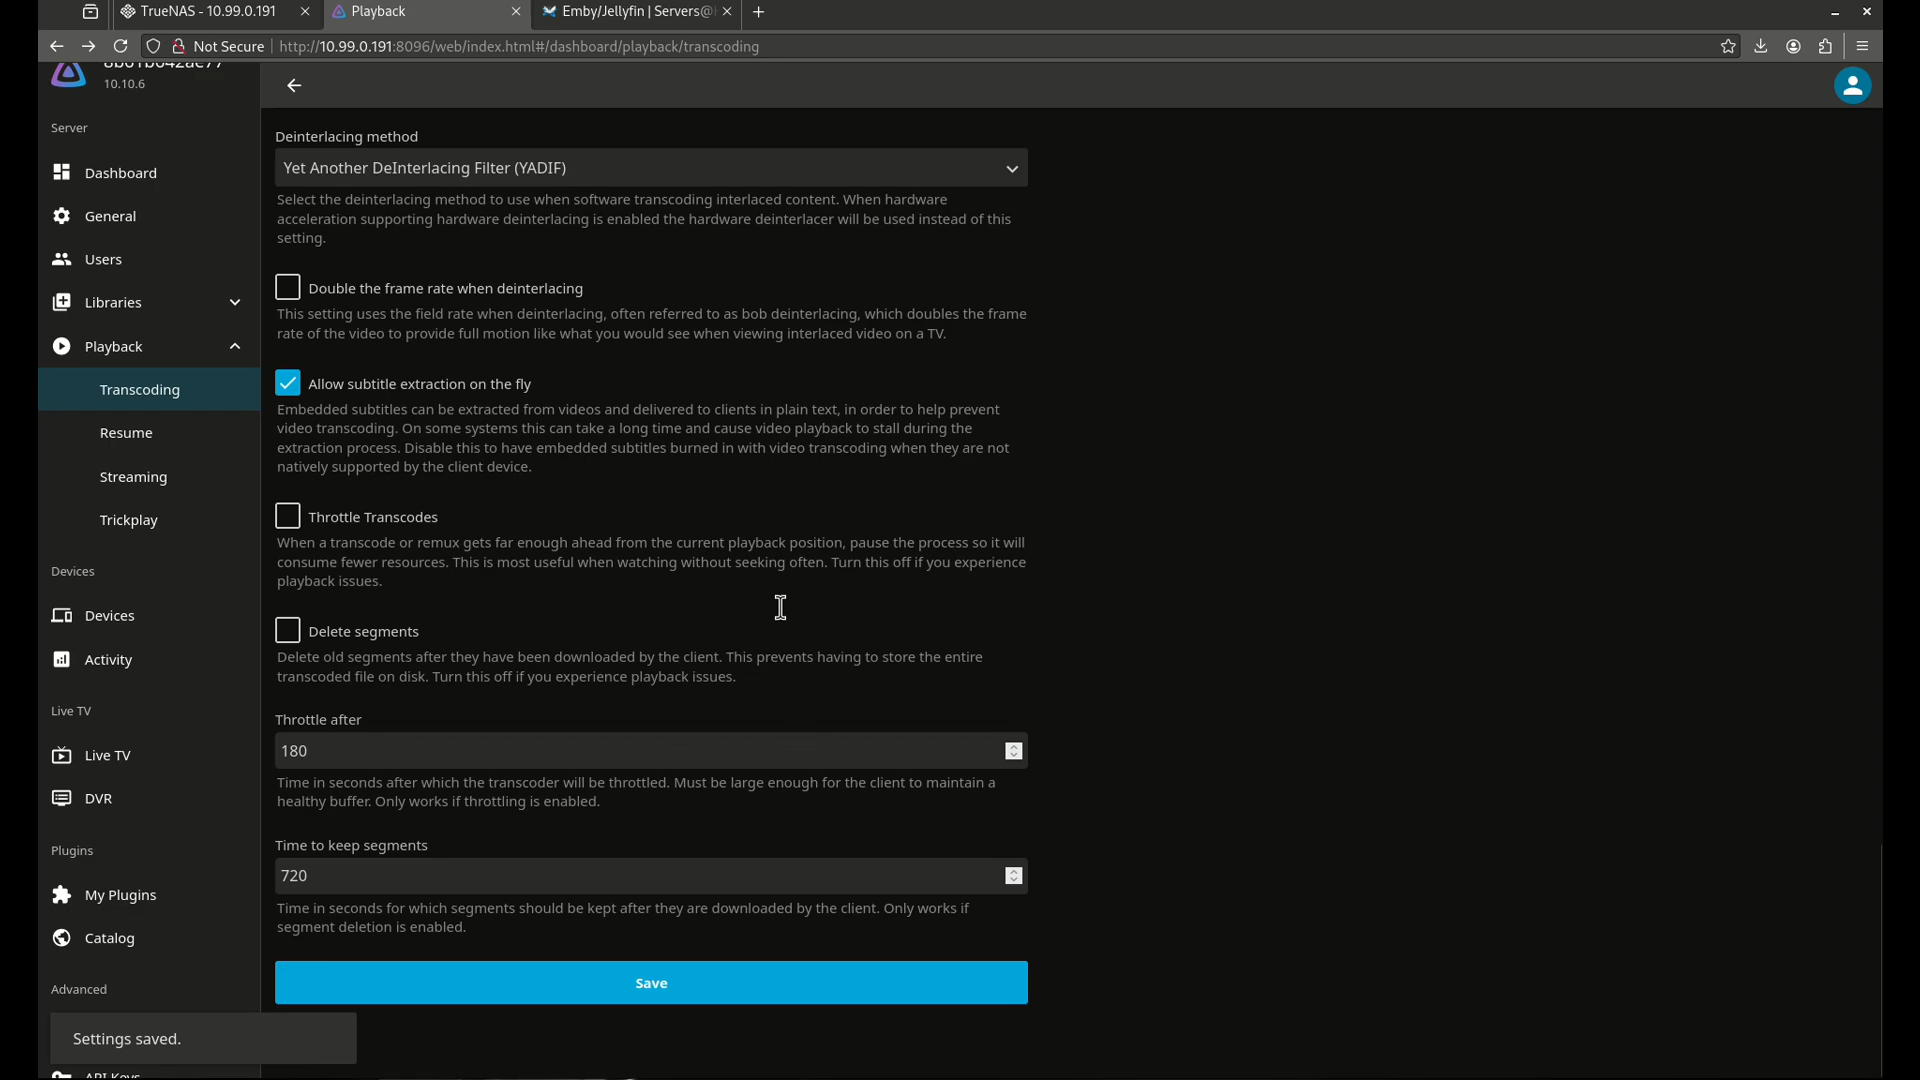 TrueNAS - 10.99.0.191
Playback
Emby/Jellyfin | Servers@
Not Secure
http://10.99.0.191:8096/web/index.html#/dashboard/playback/transcoding
10.10.6
Server
Dashboard
General
Users
Libraries
Playback
Transcoding
Resume
Streaming
Trickplay
Devices
Devices
Activity
Live TV
Live TV
DVR
Plugins
My Plugins
Catalog
Advanced
API Keys
Deinterlacing method
Yet Another DeInterlacing Filter (YADIF)
Select the deinterlacing method to use when software transcoding interlaced content. When hardware
acceleration supporting hardware deinterlacing is enabled the hardware deinterlacer will be used instead of this
setting.
Double the frame rate when deinterlacing
This setting uses the field rate when deinterlacing, often referred to as bob deinterlacing, which doubles the frame
rate of the video to provide full motion like what you would see when viewing interlaced video on a TV.
Allow subtitle extraction on the fly
Embedded subtitles can be extracted from videos and delivered to clients in plain text, in order to help prevent
video transcoding. On some systems this can take a long time and cause video playback to stall during the
extraction process. Disable this to have embedded subtitles burned in with video transcoding when they are not
natively supported by the client device.
Throttle Transcodes
When a transcode or remux gets far enough ahead from the current playback position, pause the process so it will
consume fewer resources. This is most useful when watching without seeking often. Turn this off if you experience
playback issues.
Delete segments
Delete old segments after they have been downloaded by the client. This prevents having to store the entire
transcoded file on disk. Turn this off if you experience playback issues.
Throttle after
180
Time in seconds after which the transcoder will be throttled. Must be large enough for the client to maintain a
healthy buffer. Only works if throttling is enabled.
Time to keep segments
720
Time in seconds for which segments should be kept after they are downloaded by the client. Only works if
segment deletion is enabled.
Save
Settings saved.